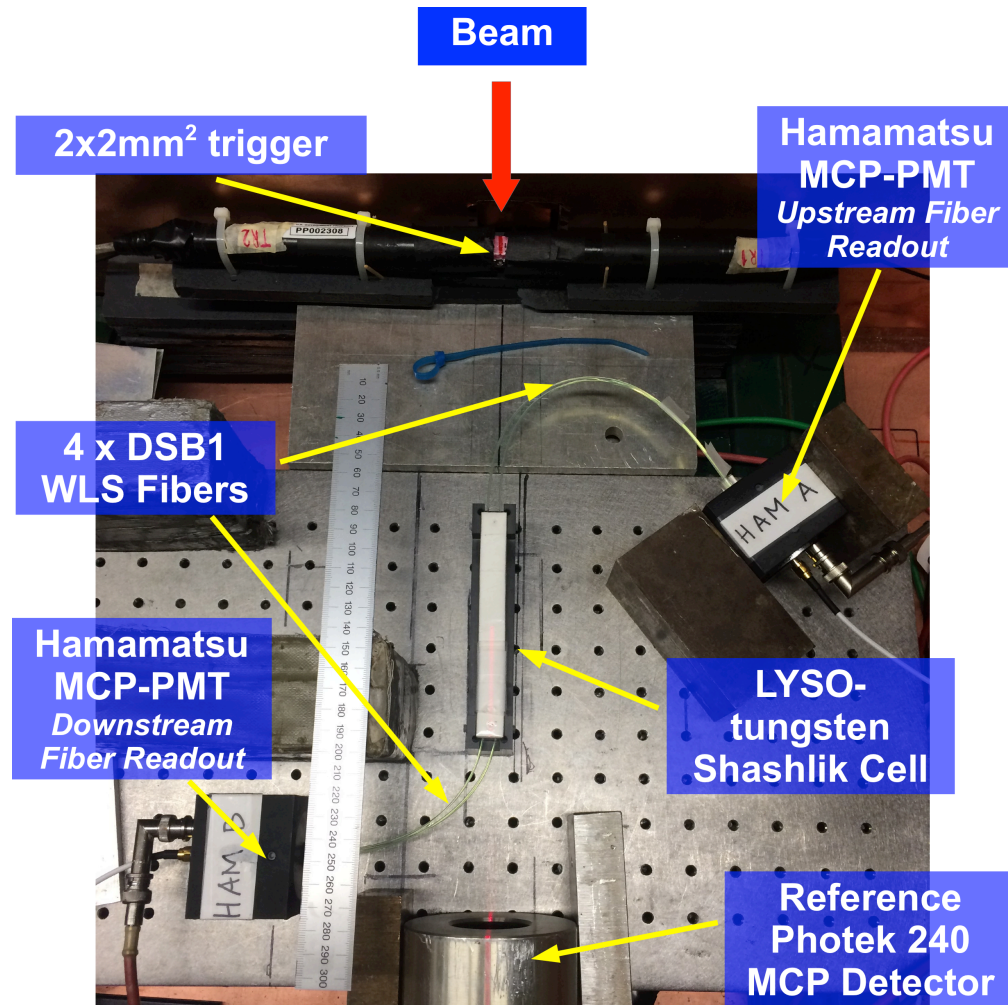 Beam
2x2mm² trigger
Hamamatsu
MCP-PMT
Upstream Fiber
Readout
TR2
PP002308
R1
4 x DSB1
WLS Fibers
HAM A
10 20 30 40 50 60 70 80 90 100 110 120 130 140 150 160 170 180 190 200 210 220 230 240 250 260 270 280 290 300
Hamamatsu
MCP-PMT
Downstream
Fiber Readout
LYSO-
tungsten
Shashlik Cell
HAM
Reference
Photek 240
MCP Detector